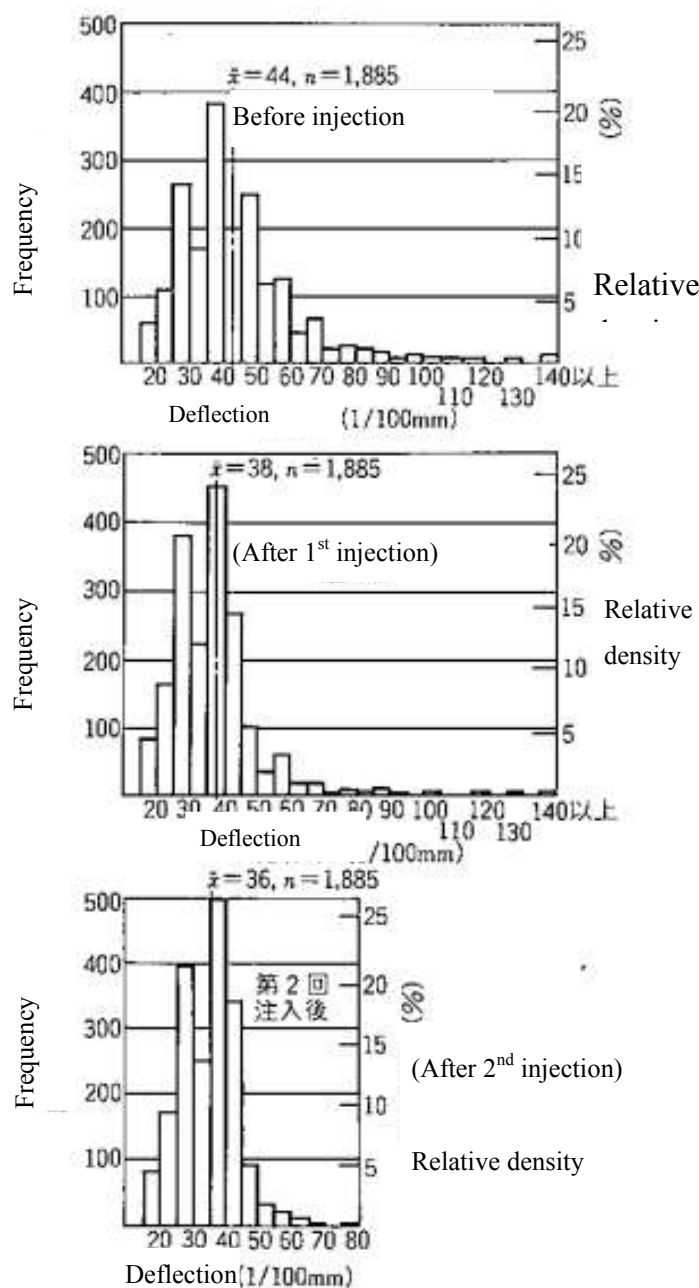 500
25
x̄=44, n=1,885
400
20
(%)
Before injection
300
15
Frequency
200
10
100
5
Relative
20 30 40 50 60 70 80 90 100 120 140以上
110 130
Deflection
(1/100mm)
500
25
x̄=38, n=1,885
400
20
(%)
(After 1st injection)
300
15
Relative
Frequency
200
10
density
100
5
20 30 40 50 60 70 80 90 100 120 140以上
110 130
Deflection
/100mm)
x̄=36, n=1,885
500
25
400
第2回
注入後
20
(%)
300
15
(After 2nd injection)
Frequency
200
10
100
5
Relative density
20 30 40 50 60 70 80
Deflection(1/100mm)